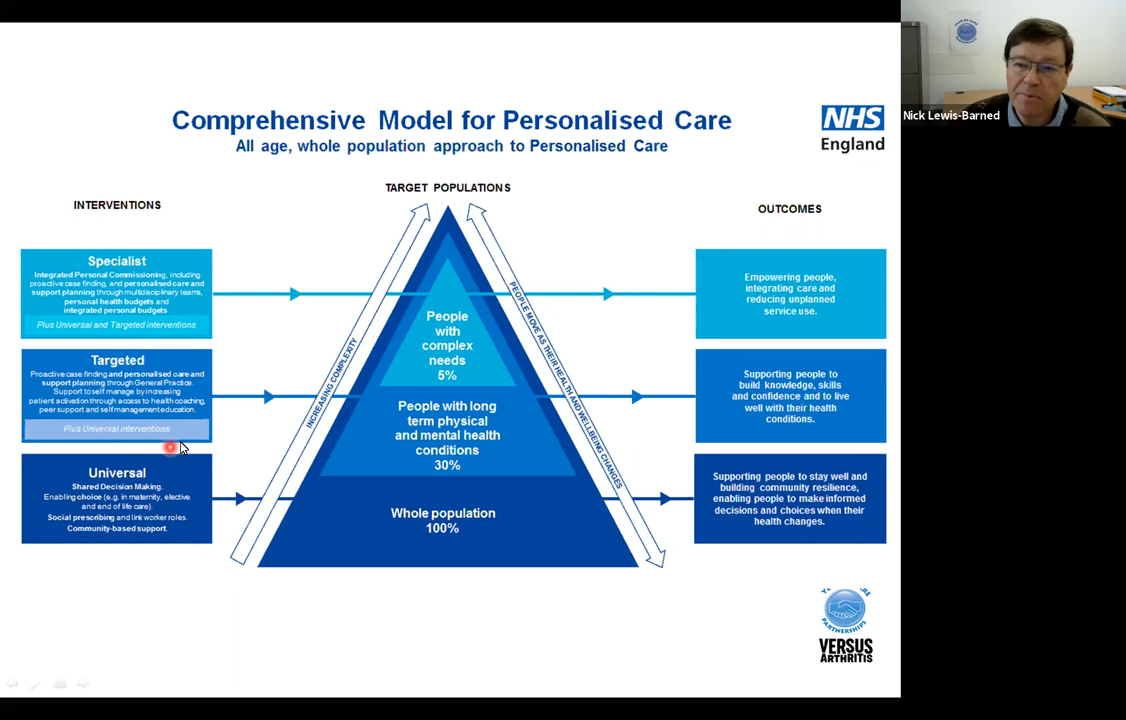 Comprehensive Model for Personalised Care
All age, whole population approach to Personalised Care
NHS
England
INTERVENTIONS
TARGET POPULATIONS
OUTCOMES
Specialist
Integrated Personal Commissioning, including
proactive case finding, and personalised care and
support planning through multidisciplinary teams,
personal health budgets and
integrated personal budgets.
Plus Universal and Targeted interventions
Targeted
Proactive case finding and personalised care and
support planning through General Practice.
Support to self manage by increasing
patient activation through access to health coaching,
peer support and self management education.
Plus Universal interventions
Universal
Shared Decision Making.
Enabling choice (e.g. in maternity, elective
and end of life care).
Social prescribing and link worker roles.
Community-based support.
INCREASING COMPLEXITY
People
with
complex
needs
5%
People with long
term physical
and mental health
conditions
30%
Whole population
100%
PEOPLE MOVE AS THEIR HEALTH AND WELLBEING CHANGES
Empowering people,
integrating care and
reducing unplanned
service use.
Supporting people to
build knowledge, skills
and confidence and to live
well with their health
conditions.
Supporting people to stay well and
building community resilience,
enabling people to make informed
decisions and choices when their
health changes.
PARTNERSHIPS
VERSUS
ARTHRITIS
Nick Lewis-Barned